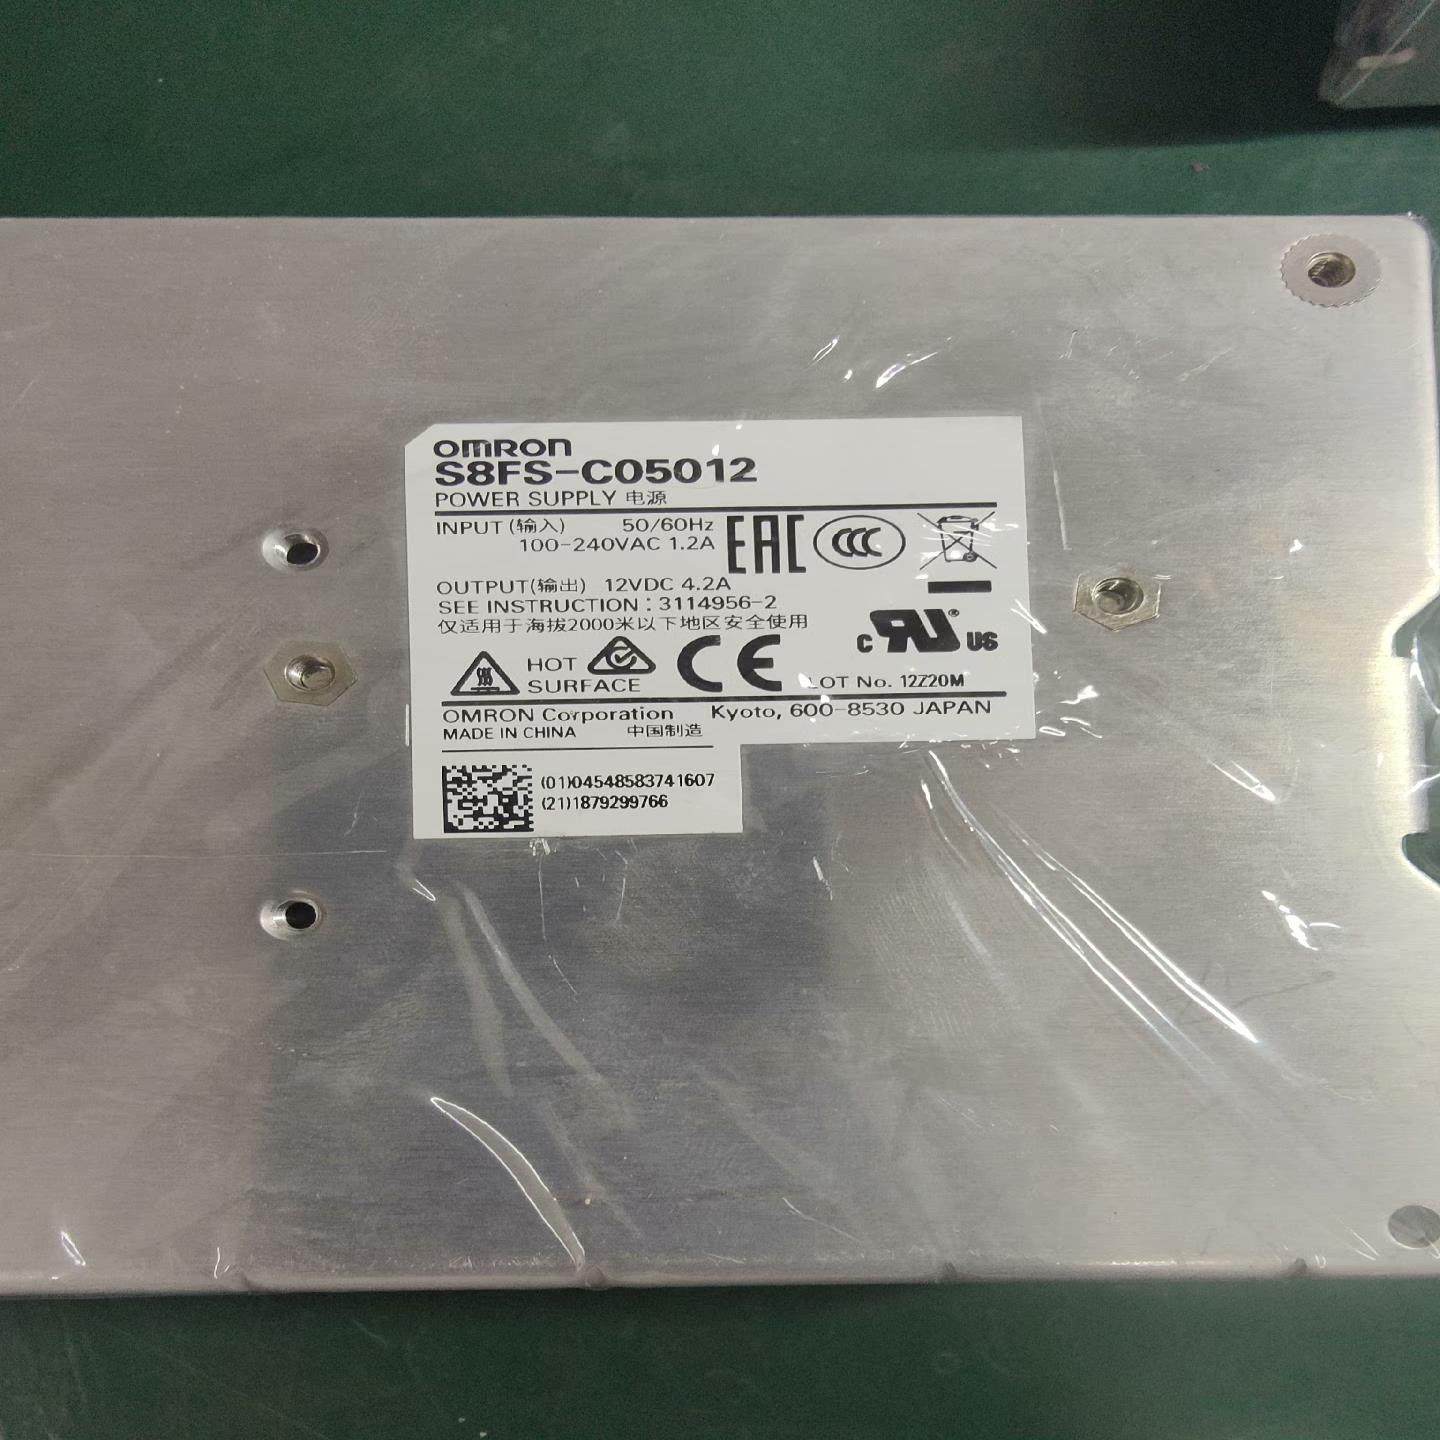 OMRON
S8FS-C05012
POWER SUPPLY 电源
INPUT (输入) 50/60Hz
100-240VAC 1.2A
EAC
CCC
OUTPUT(输出) 12VDC 4.2A
SEE INSTRUCTION : 3114956-2
仅适用于海拔2000米以下地区安全使用
c RU ® US
HOT
SURFACE
CE
LOT No. 12Z20M
OMRON Corporation Kyoto, 600-8530 JAPAN
MADE IN CHINA 中国制造
(01)04548583741607
(21)1879299766